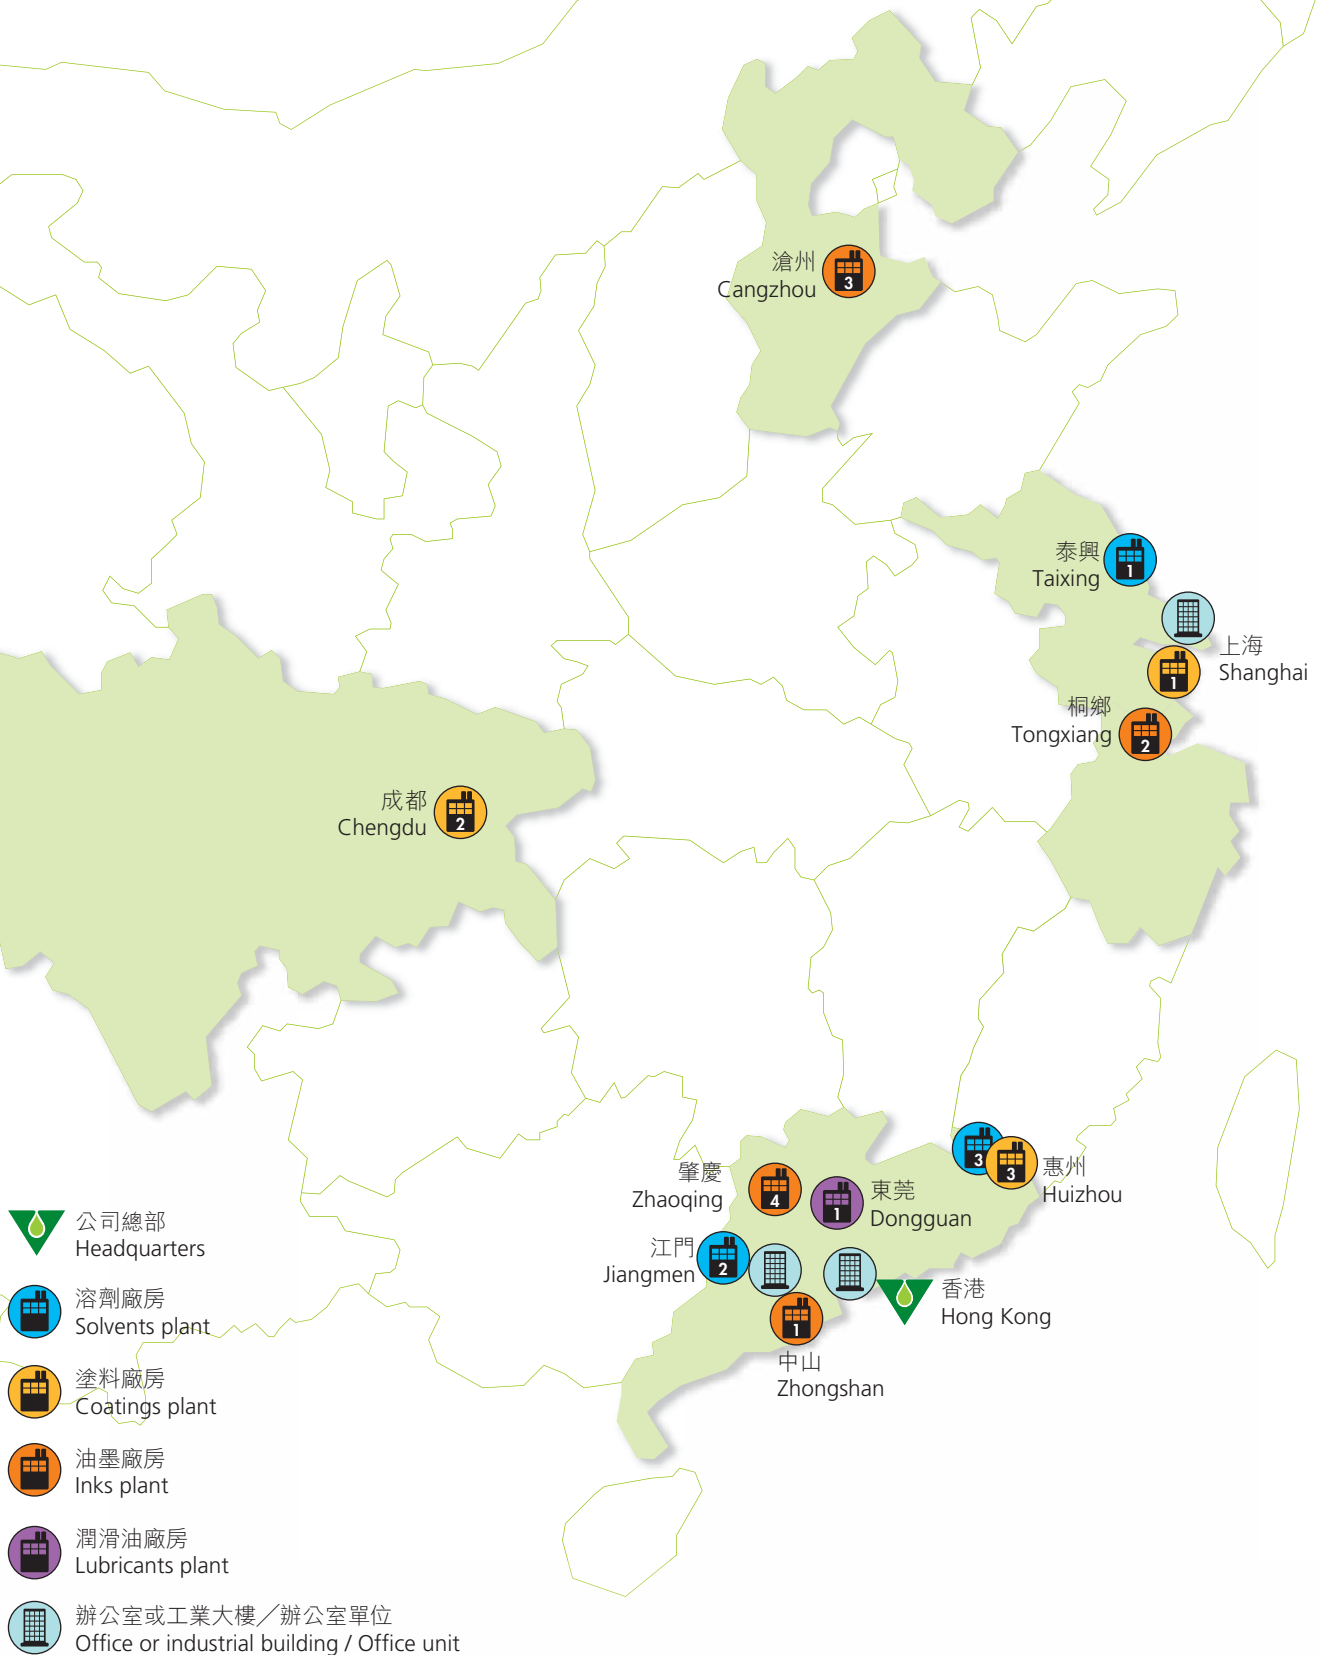 滄州
Cangzhou
3
泰興
Taixing
1
上海
Shanghai
1
桐鄉
Tongxiang
2
成都
Chengdu
2
3
3
惠州
Huizhou
肇慶
Zhaoqing
4
1
東莞
Dongguan
江門
Jiangmen
2
香港
Hong Kong
1
中山
Zhongshan
公司總部
Headquarters
溶劑廠房
Solvents plant
塗料廠房
Coatings plant
油墨廠房
Inks plant
潤滑油廠房
Lubricants plant
辦公室或工業大樓／辦公室單位
Office or industrial building / Office unit